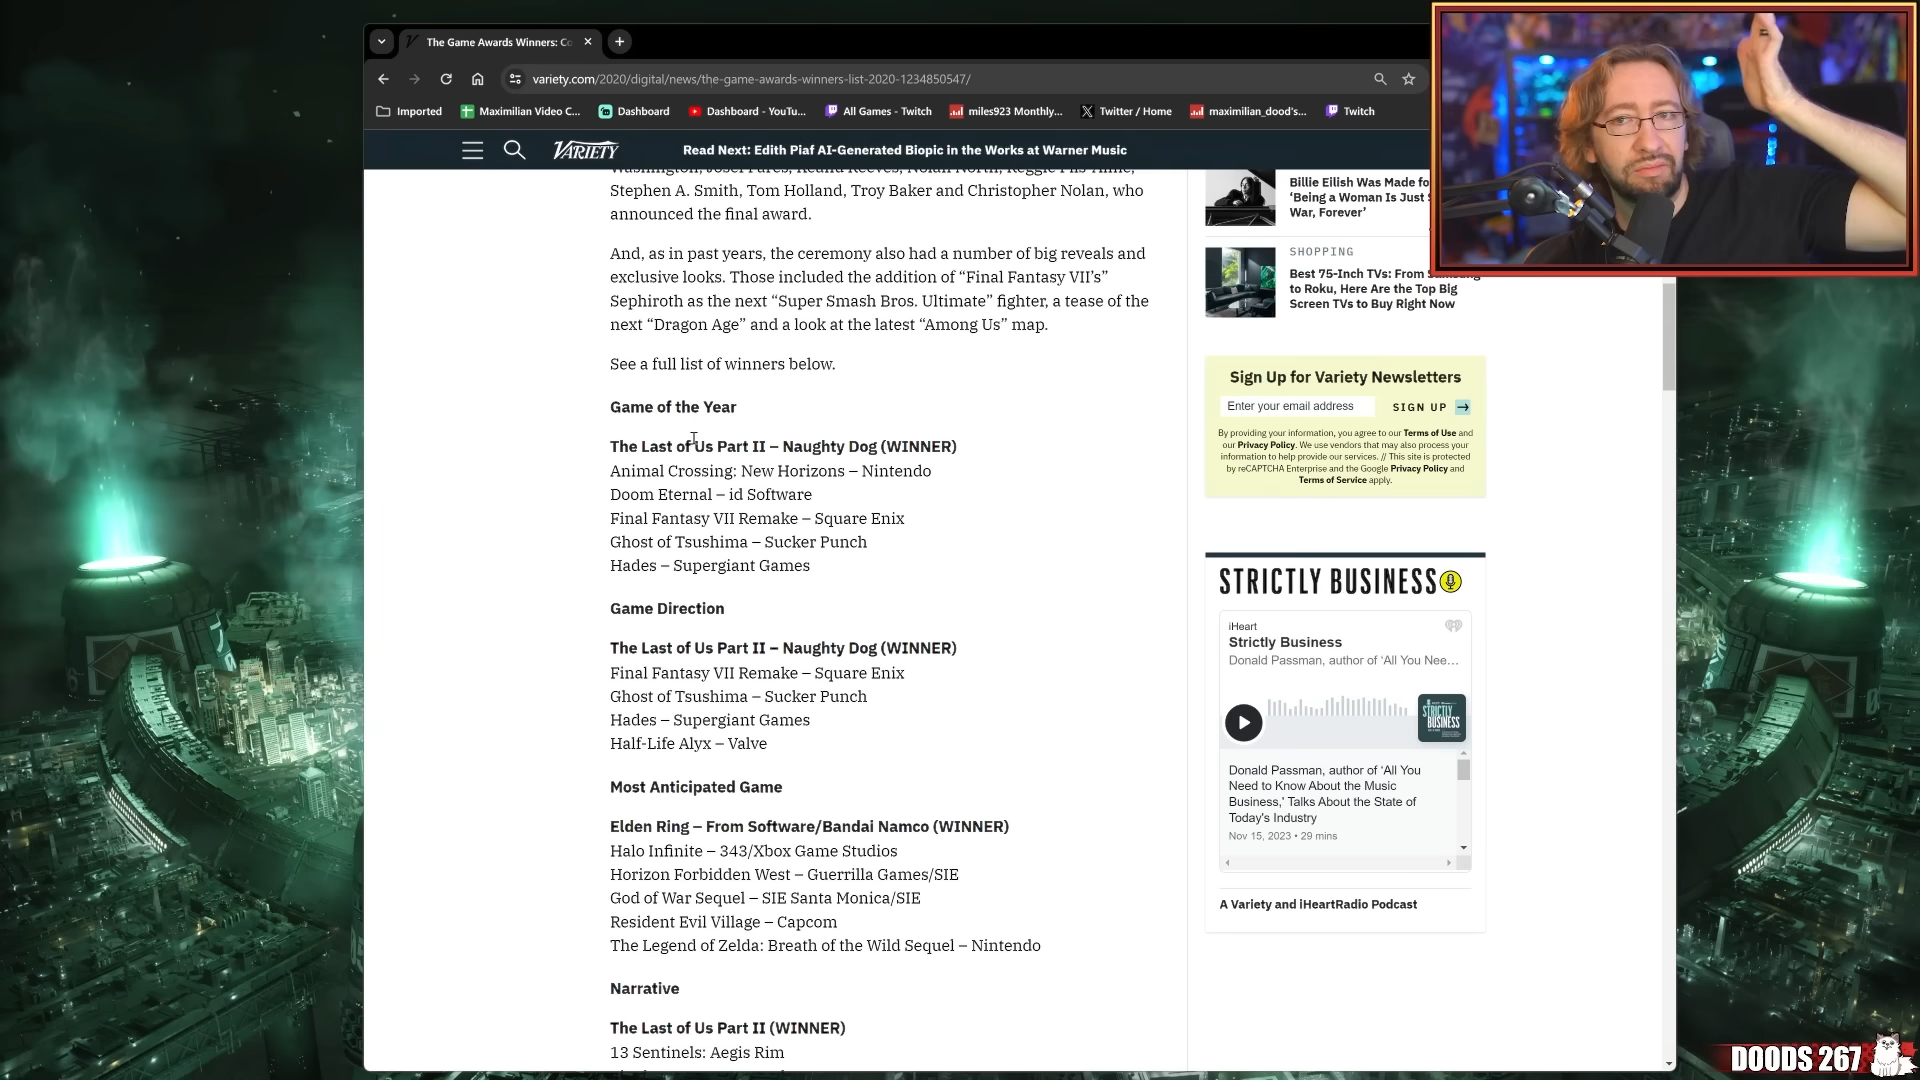 The Game Awards Winners: Co
variety.com/2020/digital/news/the-game-awards-winners-list-2020-1234850547/
Imported
Maximilian Video C...
Dashboard
Dashboard - YouTu...
All Games - Twitch
miles923 Monthly...
Twitter / Home
maximilian_dood's...
Twitch
VARIETY
Read Next: Edith Piaf AI-Generated Biopic in the Works at Warner Music
Washington, Josef Fares, Keanu Reeves, Nolan North, Reggie Fils-Aimé,
Stephen A. Smith, Tom Holland, Troy Baker and Christopher Nolan, who
announced the final award.
And, as in past years, the ceremony also had a number of big reveals and
exclusive looks. Those included the addition of “Final Fantasy VII’s”
Sephiroth as the next “Super Smash Bros. Ultimate” fighter, a tease of the
next “Dragon Age” and a look at the latest “Among Us” map.
See a full list of winners below.
Game of the Year
The Last of Us Part II – Naughty Dog (WINNER)
Animal Crossing: New Horizons – Nintendo
Doom Eternal – id Software
Final Fantasy VII Remake – Square Enix
Ghost of Tsushima – Sucker Punch
Hades – Supergiant Games
Game Direction
The Last of Us Part II – Naughty Dog (WINNER)
Final Fantasy VII Remake – Square Enix
Ghost of Tsushima – Sucker Punch
Hades – Supergiant Games
Half-Life Alyx – Valve
Most Anticipated Game
Elden Ring – From Software/Bandai Namco (WINNER)
Halo Infinite – 343/Xbox Game Studios
Horizon Forbidden West – Guerrilla Games/SIE
God of War Sequel – SIE Santa Monica/SIE
Resident Evil Village – Capcom
The Legend of Zelda: Breath of the Wild Sequel – Nintendo
Narrative
The Last of Us Part II (WINNER)
13 Sentinels: Aegis Rim
Billie Eilish Was Made fo
‘Being a Woman Is Just
War, Forever’
SHOPPING
Best 75-Inch TVs: From
to Roku, Here Are the Top Big
Screen TVs to Buy Right Now
Sign Up for Variety Newsletters
Enter your email address
SIGN UP →
By providing your information, you agree to our Terms of Use and
our Privacy Policy. We use vendors that may also process your
information to help provide our services. // This site is protected
by reCAPTCHA Enterprise and the Google Privacy Policy and
Terms of Service apply.
STRICTLY BUSINESS
iHeart
Strictly Business
Donald Passman, author of ‘All You Nee...
STRICTLY
BUSINESS
Donald Passman, author of ‘All You
Need to Know About the Music
Business,’ Talks About the State of
Today's Industry
Nov 15, 2023 • 29 mins
A Variety and iHeartRadio Podcast
DOODS 267